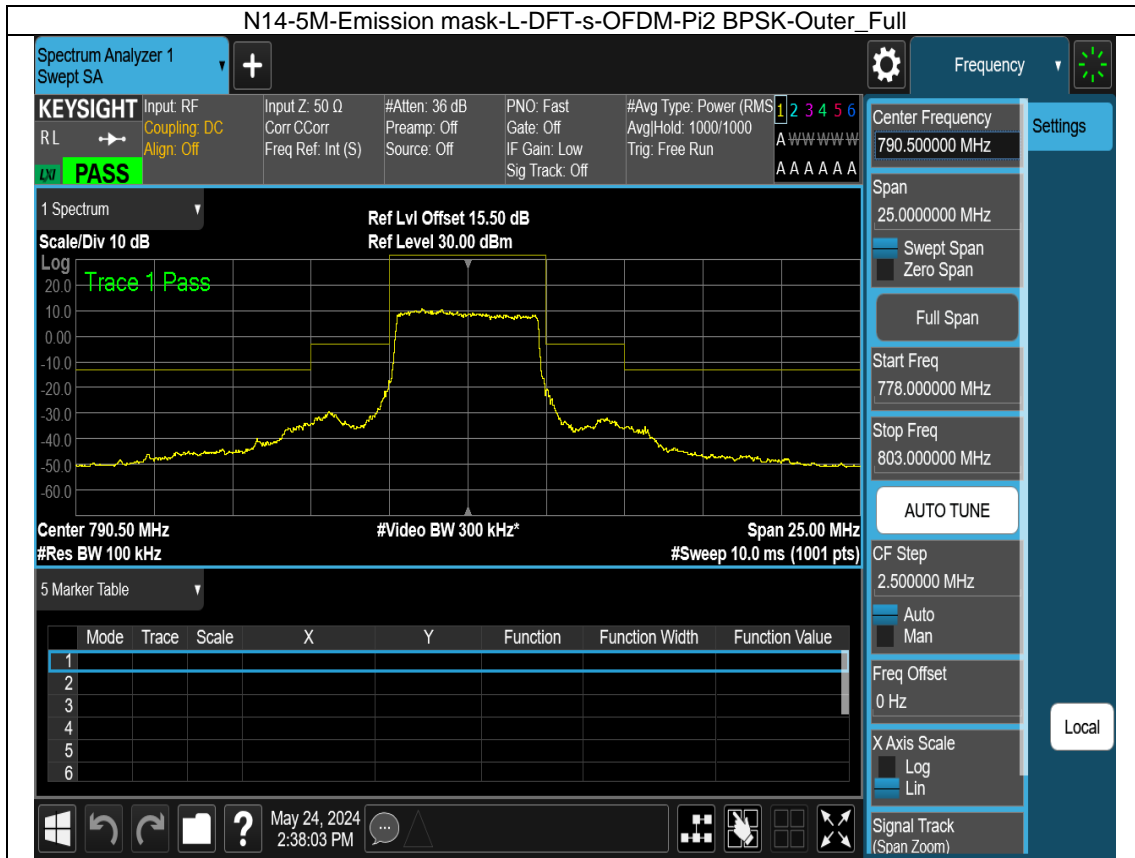 N14-5M-Emission mask-L-DFT-s-OFDM-Pi2 BPSK-Outer_Full
Spectrum Analyzer 1
Swept SA
+
Frequency
KEYSIGHT
RL
LXI
PASS
Input: RF
Coupling: DC
Align: Off
Input Z: 50 Ω
Corr CCorr
Freq Ref: Int (S)
#Atten: 36 dB
Preamp: Off
Source: Off
PNO: Fast
Gate: Off
IF Gain: Low
Sig Track: Off
#Avg Type: Power (RMS
Avg|Hold: 1000/1000
Trig: Free Run
1 2 3 4 5 6
A W W W W W
A A A A A A
1 Spectrum
Scale/Div 10 dB
Ref Lvl Offset 15.50 dB
Ref Level 30.00 dBm
Log
Trace 1 Pass
20.0
10.0
0.00
-10.0
-20.0
-30.0
-40.0
-50.0
-60.0
Center 790.50 MHz
#Video BW 300 kHz*
Span 25.00 MHz
#Res BW 100 kHz
#Sweep 10.0 ms (1001 pts)
5 Marker Table
Mode Trace Scale X Y Function Function Width Function Value
1
2
3
4
5
6
?
May 24, 2024
2:38:03 PM
Center Frequency
790.500000 MHz
Settings
Span
25.0000000 MHz
Swept Span
Zero Span
Full Span
Start Freq
778.000000 MHz
Stop Freq
803.000000 MHz
AUTO TUNE
CF Step
2.500000 MHz
Auto
Man
Freq Offset
0 Hz
Local
X Axis Scale
Log
Lin
Signal Track
(Span Zoom)